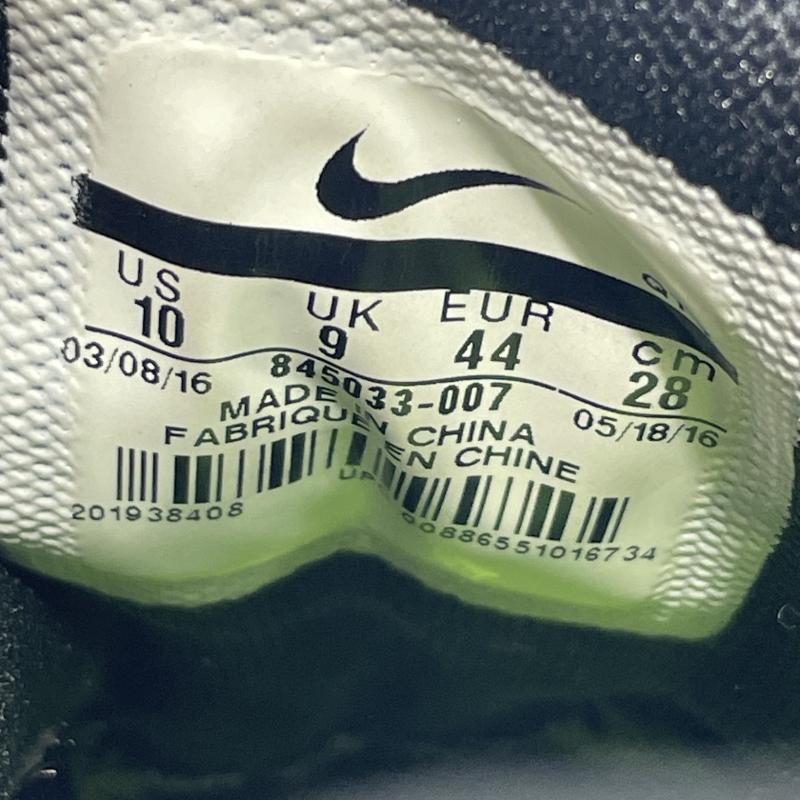 US UK EUR cm
10 9 44 28
03/08/16 845033-007 05/18/16
MADE IN CHINA
FABRIQUE EN CHINE
201938408 00886551016734